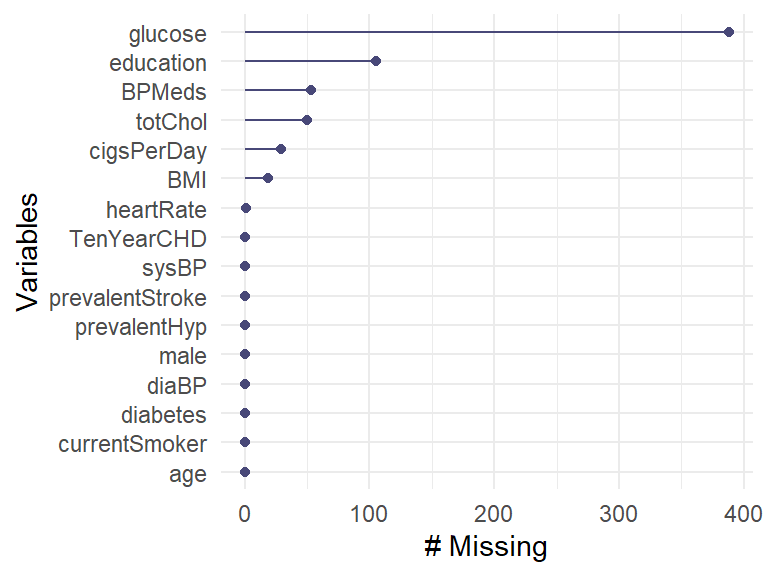 glucose
education
BPMeds
totChol
cigsPerDay
BMI
heartRate
TenYearCHD
sysBP
prevalentStroke
prevalentHyp
male
diaBP
diabetes
currentSmoker
age
Variables
0 100 200 300 400
# Missing